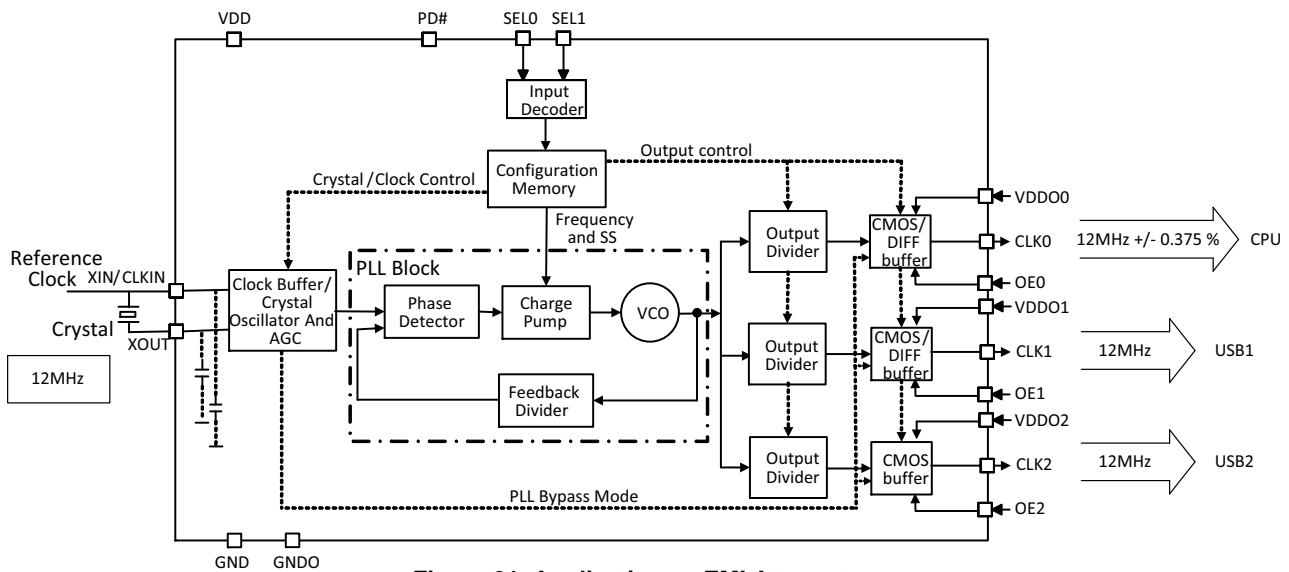 VDD
PD#
SEL0
SEL1
Input
Decoder
Output control
Configuration
Memory
Crystal/Clock Control
Frequency
and SS
Reference
Clock
XIN/CLKIN
Crystal
XOUT
12MHz
Clock Buffer/
Crystal
Oscillator And
AGC
PLL Block
Phase
Detector
Charge
Pump
VCO
Feedback
Divider
Output
Divider
Output
Divider
Output
Divider
CMOS/
DIFF
buffer
CMOS/
DIFF
buffer
CMOS
buffer
VDDO0
CLK0
OE0
VDDO1
CLK1
OE1
VDDO2
CLK2
OE2
12MHz +/- 0.375 %
CPU
12MHz
USB1
12MHz
USB2
PLL Bypass Mode
GND
GNDO